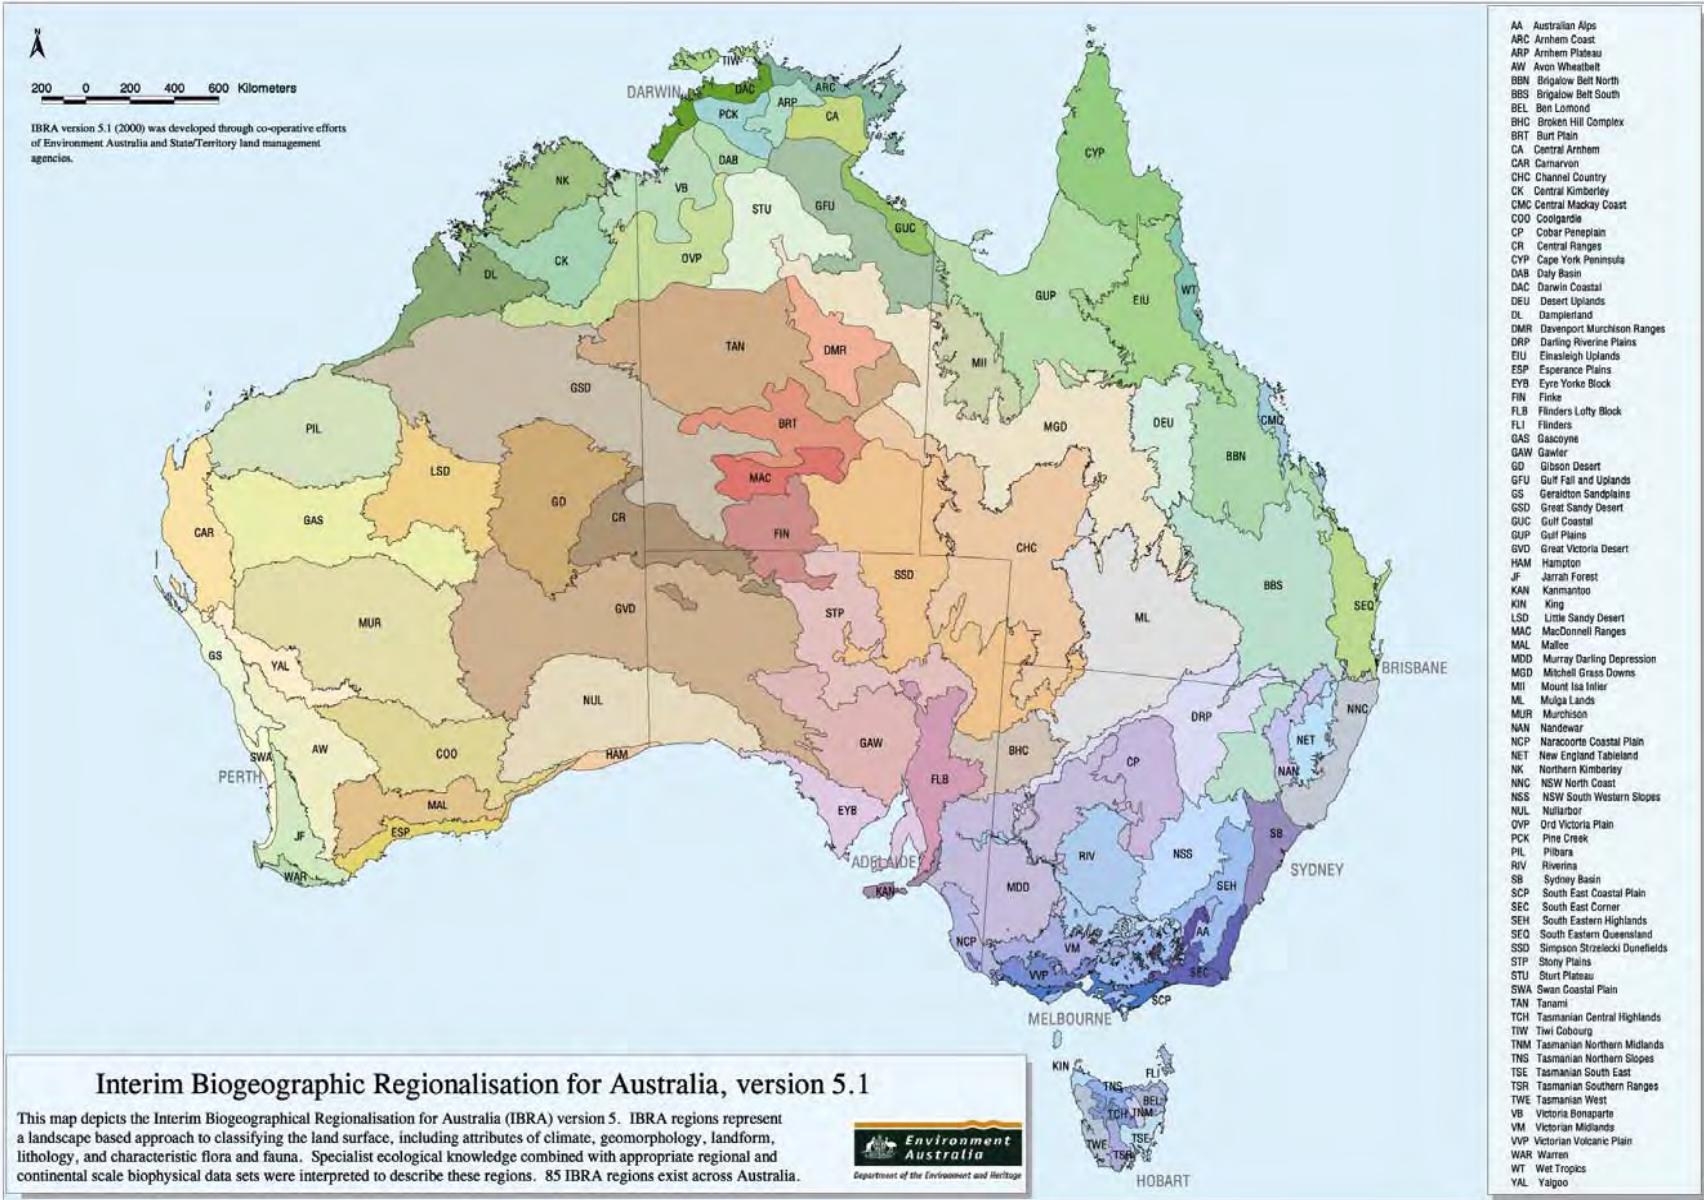 N
200 0 200 400 600 Kilometers
IBRA version 5.1 (2000) was developed through co-operative efforts
of Environment Australia and State/Territory land management
agencies.
TIW
DARWIN
DAC
ARC
ARP
PCK
CA
DAB
CYP
NK
VB
STU
GFU
GUC
CK
OVP
DL
GUP
EIU
WT
TAN
DMR
MII
GSD
PIL
BRT
MGD
DEU
CMC
LSD
MAC
BBN
GD
CAR
GAS
CR
FIN
CHC
SSD
BBS
SEQ
MUR
GVD
STP
ML
GS
YAL
BRISBANE
NUL
NNC
DRP
AW
COO
HAM
GAW
BHC
NET
SWA
PERTH
CP
NAN
FLB
MAL
EYB
ESP
JF
SB
ADELAIDE
RIV
NSS
SYDNEY
WAR
KAN
MDD
SEH
NCP
VM
AA
VVP
SEC
SCP
MELBOURNE
KIN
FLI
TNS
BEL
TCH
TNM
TWE
TSE
TSR
HOBART
AA Australian Alps
ARC Arnhem Coast
ARP Arnhem Plateau
AW Avon Wheatbelt
BBN Brigalow Belt North
BBS Brigalow Belt South
BEL Ben Lomond
BHC Broken Hill Complex
BRT Burt Plain
CA Central Arnhem
CAR Carnarvon
CHC Channel Country
CK Central Kimberley
CMC Central Mackay Coast
COO Coolgardie
CP Cobar Peneplain
CR Central Ranges
CYP Cape York Peninsula
DAB Daly Basin
DAC Darwin Coastal
DEU Desert Uplands
DL Dampierland
DMR Davenport Murchison Ranges
DRP Darling Riverine Plains
EIU Einasleigh Uplands
ESP Esperance Plains
EYB Eyre Yorke Block
FIN Finke
FLB Flinders Lofty Block
FLI Flinders
GAS Gascoyne
GAW Gawler
GD Gibson Desert
GFU Gulf Fall and Uplands
GS Geraldton Sandplains
GSD Great Sandy Desert
GUC Gulf Coastal
GUP Gulf Plains
GVD Great Victoria Desert
HAM Hampton
JF Jarrah Forest
KAN Kanmantoo
KIN King
LSD Little Sandy Desert
MAC MacDonnell Ranges
MAL Mallee
MDD Murray Darling Depression
MGD Mitchell Grass Downs
MII Mount Isa Inlier
ML Mulga Lands
MUR Murchison
NAN Nandewar
NCP Naracoorte Coastal Plain
NET New England Tableland
NK Northern Kimberley
NNC NSW North Coast
NSS NSW South Western Slopes
NUL Nullarbor
OVP Ord Victoria Plain
PCK Pine Creek
PIL Pilbara
RIV Riverina
SB Sydney Basin
SCP South East Coastal Plain
SEC South East Corner
SEH South Eastern Highlands
SEQ South Eastern Queensland
SSD Simpson Strzelecki Dunefields
STP Stony Plains
STU Sturt Plateau
SWA Swan Coastal Plain
TAN Tanami
TCH Tasmanian Central Highlands
TIW Tiwi Cobourg
TNM Tasmanian Northern Midlands
TNS Tasmanian Northern Slopes
TSE Tasmanian South East
TSR Tasmanian Southern Ranges
TWE Tasmanian West
VB Victoria Bonaparte
VM Victorian Midlands
VVP Victorian Volcanic Plain
WAR Warren
WT Wet Tropics
YAL Yalgoo
Interim Biogeographic Regionalisation for Australia, version 5.1
This map depicts the Interim Biogeographical Regionalisation for Australia (IBRA) version 5. IBRA regions represent
a landscape based approach to classifying the land surface, including attributes of climate, geomorphology, landform,
lithology, and characteristic flora and fauna. Specialist ecological knowledge combined with appropriate regional and
continental scale biophysical data sets were interpreted to describe these regions. 85 IBRA regions exist across Australia.
Environment
Australia
Department of the Environment and Heritage